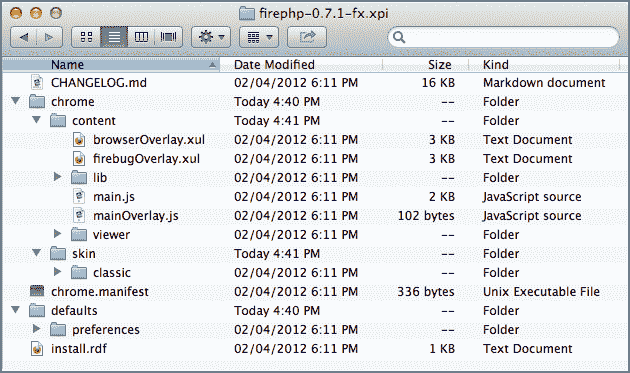 firephp-0.7.1-fx.xpi
Name Date Modified Size Kind
CHANGELOG.md 02/04/2012 6:11 PM 16 KB Markdown document
chrome Today 4:40 PM -- Folder
content Today 4:41 PM -- Folder
browserOverlay.xul 02/04/2012 6:11 PM 3 KB Text Document
firebugOverlay.xul 02/04/2012 6:11 PM 3 KB Text Document
lib 02/04/2012 6:11 PM -- Folder
main.js 02/04/2012 6:11 PM 2 KB JavaScript source
mainOverlay.js 02/04/2012 6:11 PM 102 bytes JavaScript source
viewer 02/04/2012 6:11 PM -- Folder
skin Today 4:41 PM -- Folder
classic 02/04/2012 6:11 PM -- Folder
chrome.manifest 02/04/2012 6:11 PM 336 bytes Unix Executable File
defaults Today 4:40 PM -- Folder
preferences 02/04/2012 6:11 PM -- Folder
install.rdf 02/04/2012 6:11 PM 1 KB Text Document